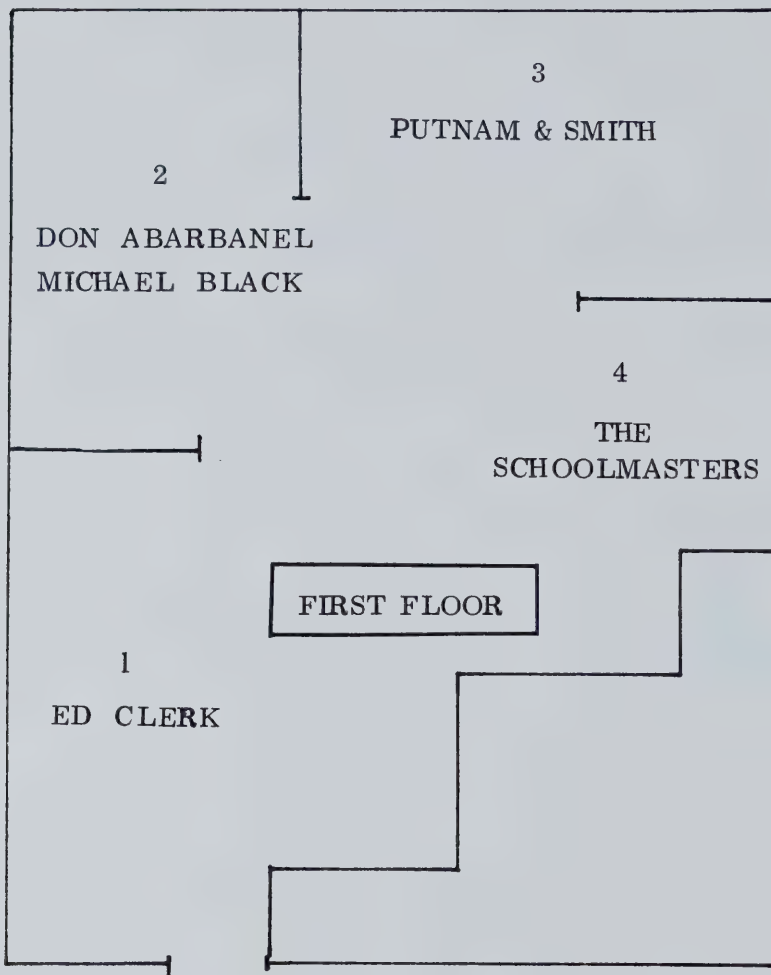 3
PUTNAM & SMITH
2
DON ABARBANEL
MICHAEL BLACK
4
THE
SCHOOLMASTERS
FIRST FLOOR
1
ED CLERK